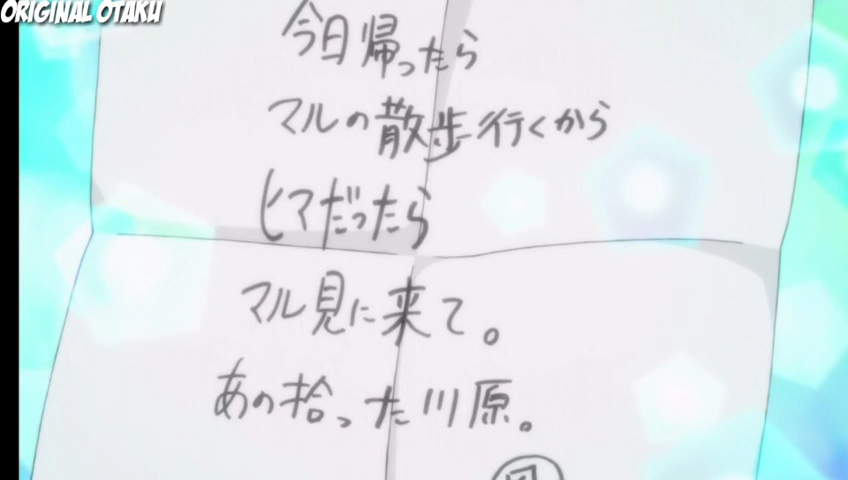 ORIGINAL OTAKU
今日帰ったら
マルの散歩行くから
ヒマだったら
マル見に来て。
あの拾った川原。